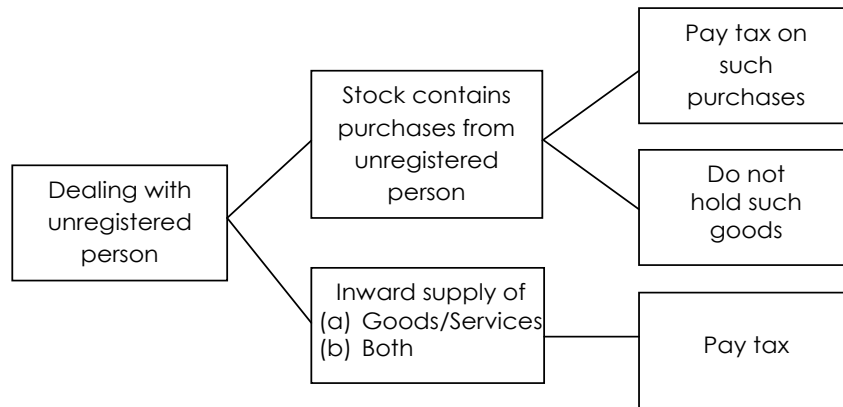 Dealing with
unregistered
person
Stock contains
purchases from
unregistered
person
Pay tax on
such
purchases
Do not
hold such
goods
Inward supply of
(a) Goods/Services
(b) Both
Pay tax